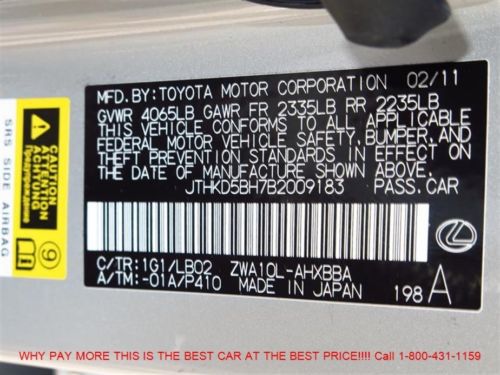 MFD.BY:TOYOTA MOTOR CORPORATION 02/11
GVWR 4065LB GAWR FR 2335LB RR 2235LB
THIS VEHICLE CONFORMS TO ALL APPLICABLE
FEDERAL MOTOR VEHICLE SAFETY, BUMPER, AND
THEFT PREVENTION STANDARDS IN EFFECT ON
THE DATE OF MANUFACTURE SHOWN ABOVE.
JTHKD5BH7B2009183 PASS.CAR
C/TR:1G1/LB02 ZWA10L-AHXBBA
A/TM:-01A/P410 MADE IN JAPAN 198A
SRS SIDE AIRBAG
CAUTION
ATTENTION
9
WHY PAY MORE THIS IS THE BEST CAR AT THE BEST PRICE!!!! Call 1-800-431-1159